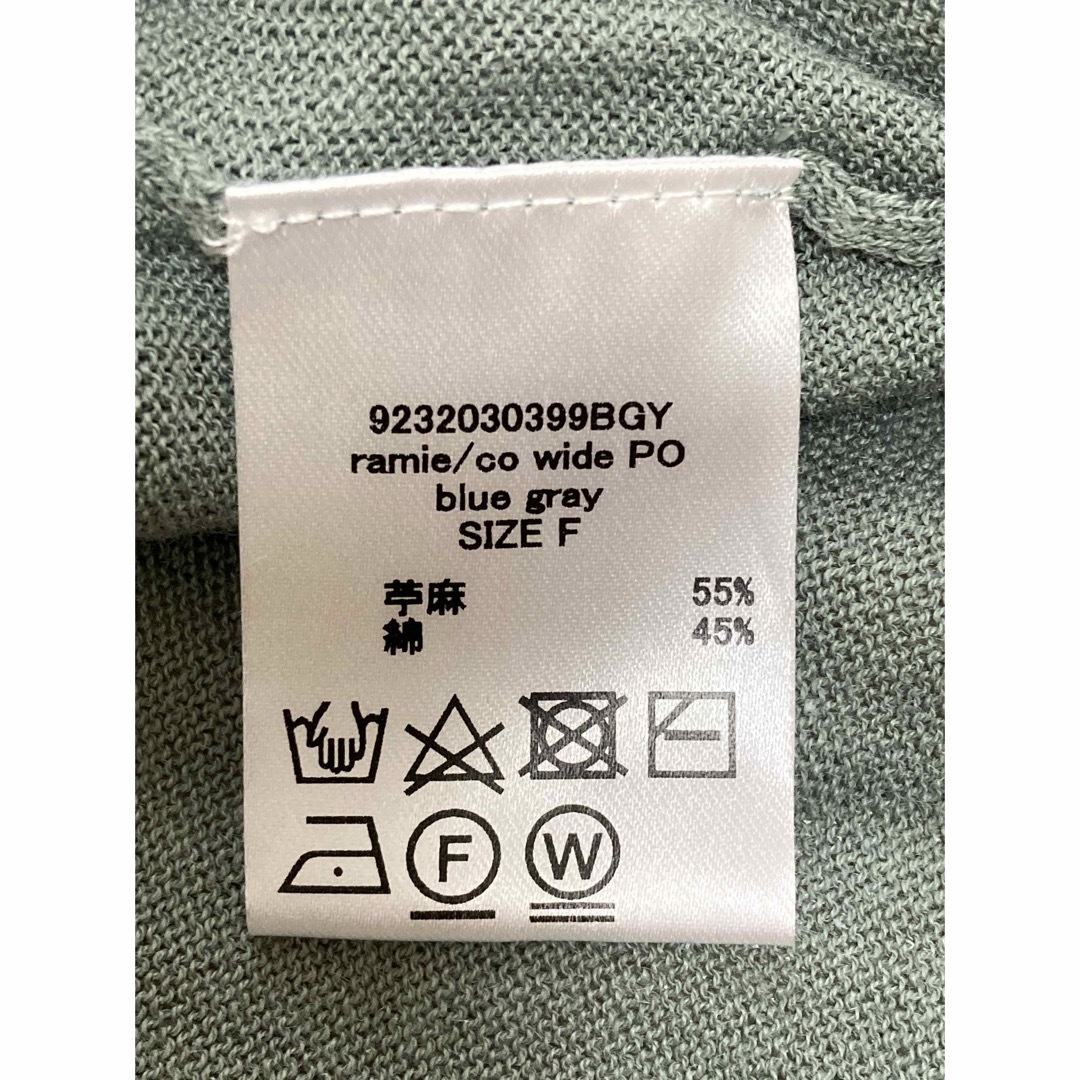 9232030399BGY
ramie/co wide PO
blue gray
SIZE F
苧麻 55%
綿 45%
F W